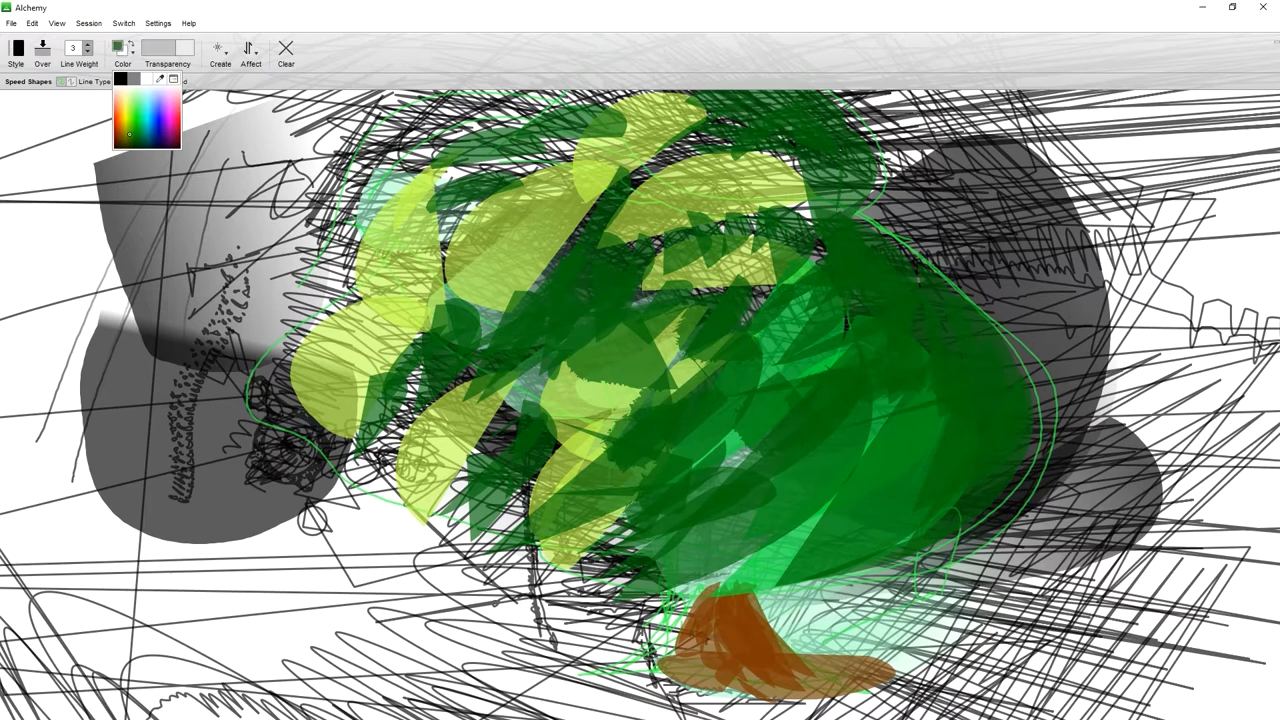 Alchemy
File Edit View Session Switch Settings Help
3
Style Over Line Weight Color Transparency Create Affect Clear
Speed Shapes Line Type d